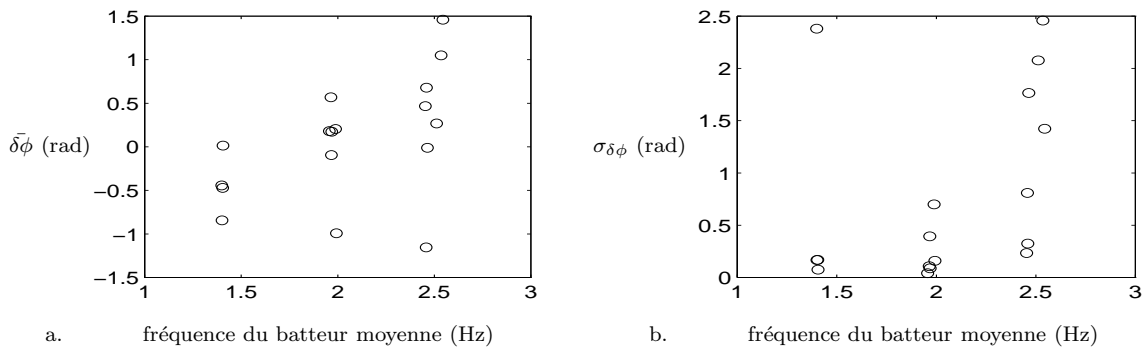 1.5
1
0.5
0
−0.5
−1
−1.5
1 1.5 2 2.5 3
δϕ̄ (rad)
a. fréquence du batteur moyenne (Hz)
2.5
2
1.5
1
0.5
0
1 1.5 2 2.5 3
σδϕ (rad)
b. fréquence du batteur moyenne (Hz)